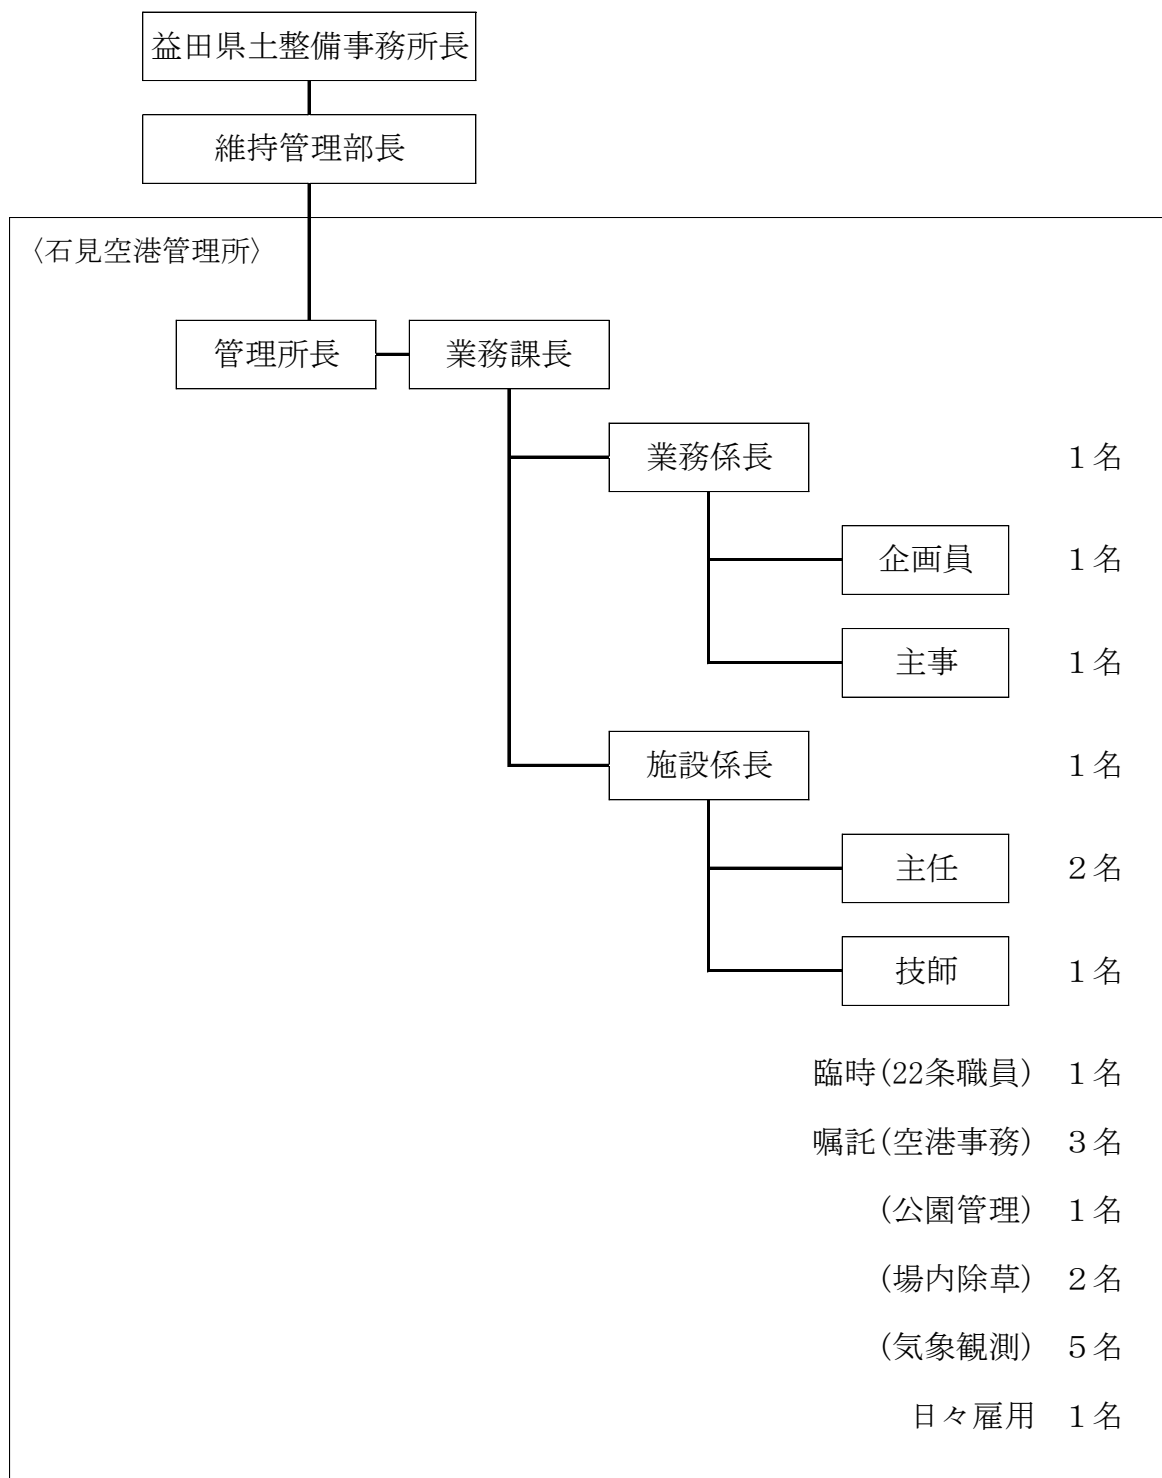 益田県土整備事務所長
維持管理部長
〈石見空港管理所〉
管理所長 業務課長
業務係長 1名
企画員 1名
主事 1名
施設係長 1名
主任 2名
技師 1名
臨時(22条職員) 1名
嘱託(空港事務) 3名
(公園管理) 1名
(場内除草) 2名
(気象観測) 5名
日々雇用 1名